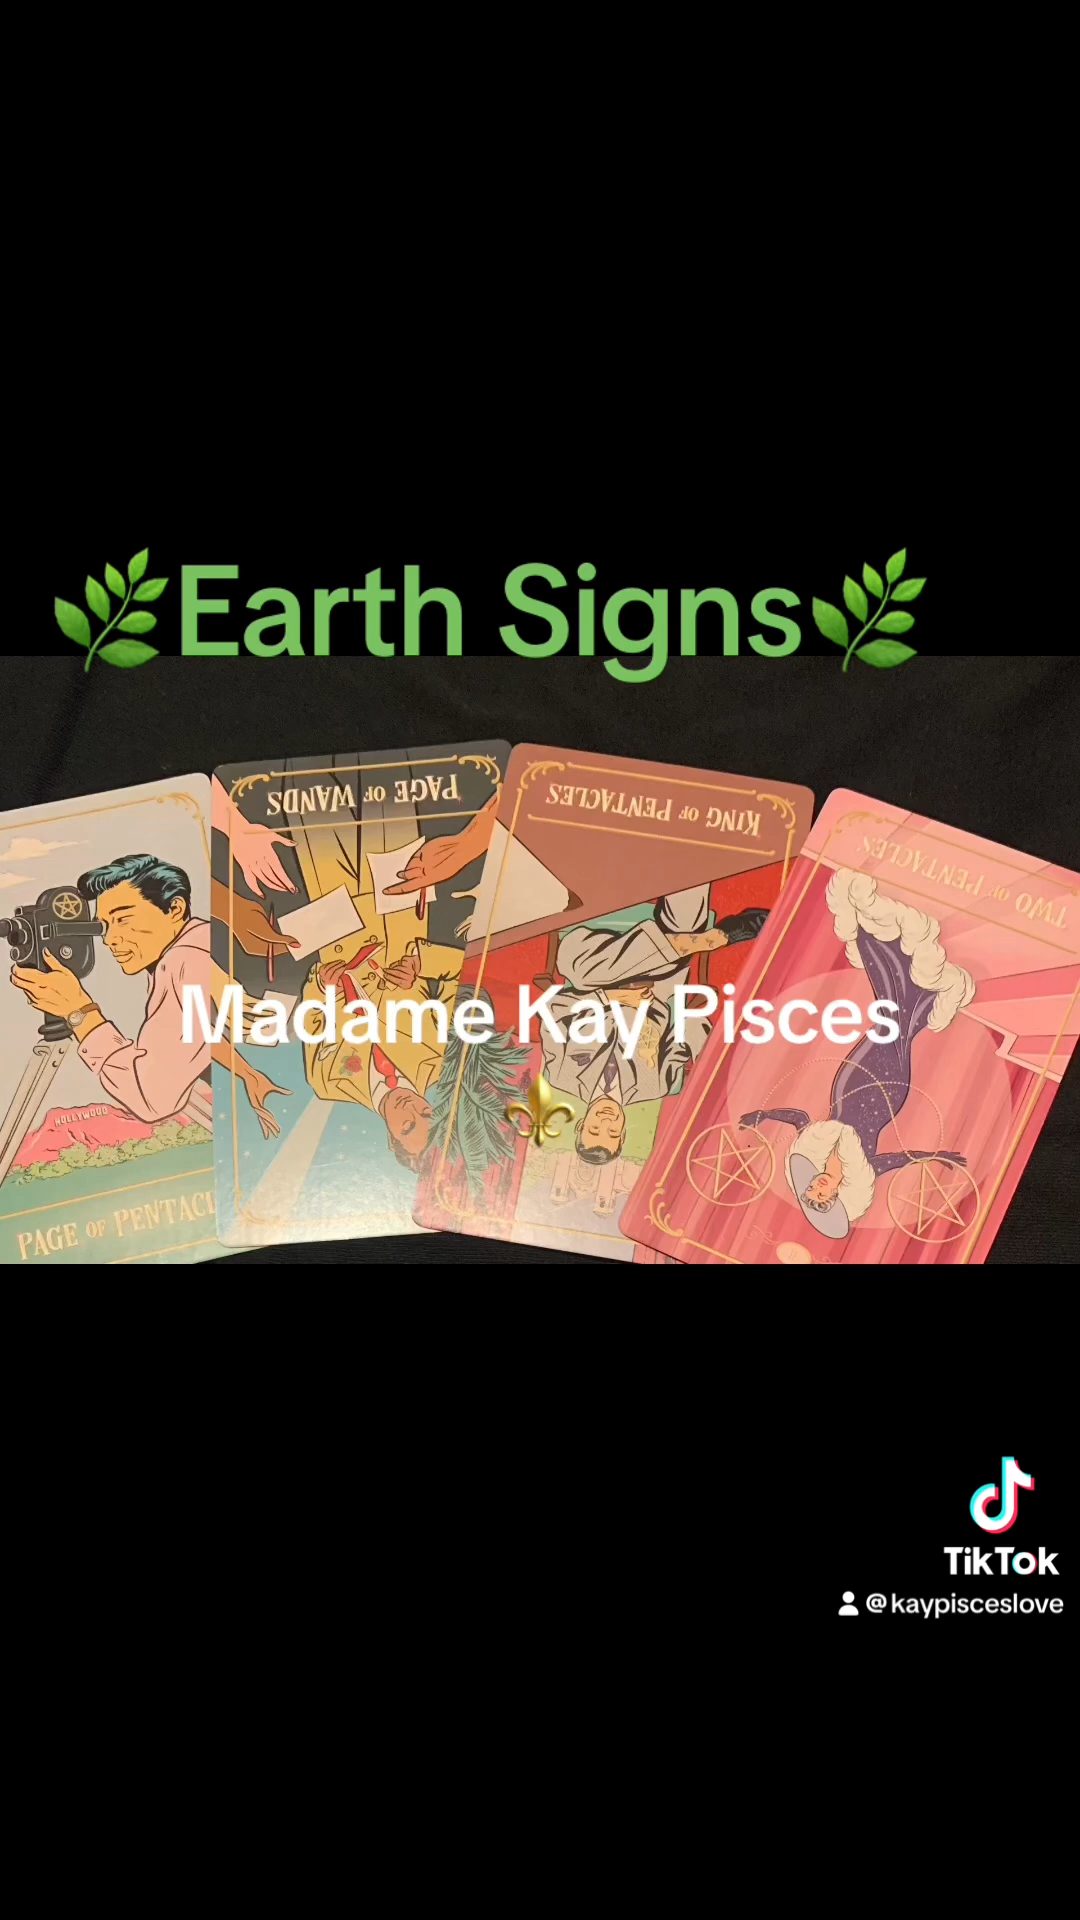 🌿Earth Signs🌿
PAGE OF WANDS
KING OF PENTACLES
TWO OF PENTACLES
Madame Kay Pisces
⚜️
HOLLYWOOD
PAGE OF PENTACL
TikTok
@kaypisceslove